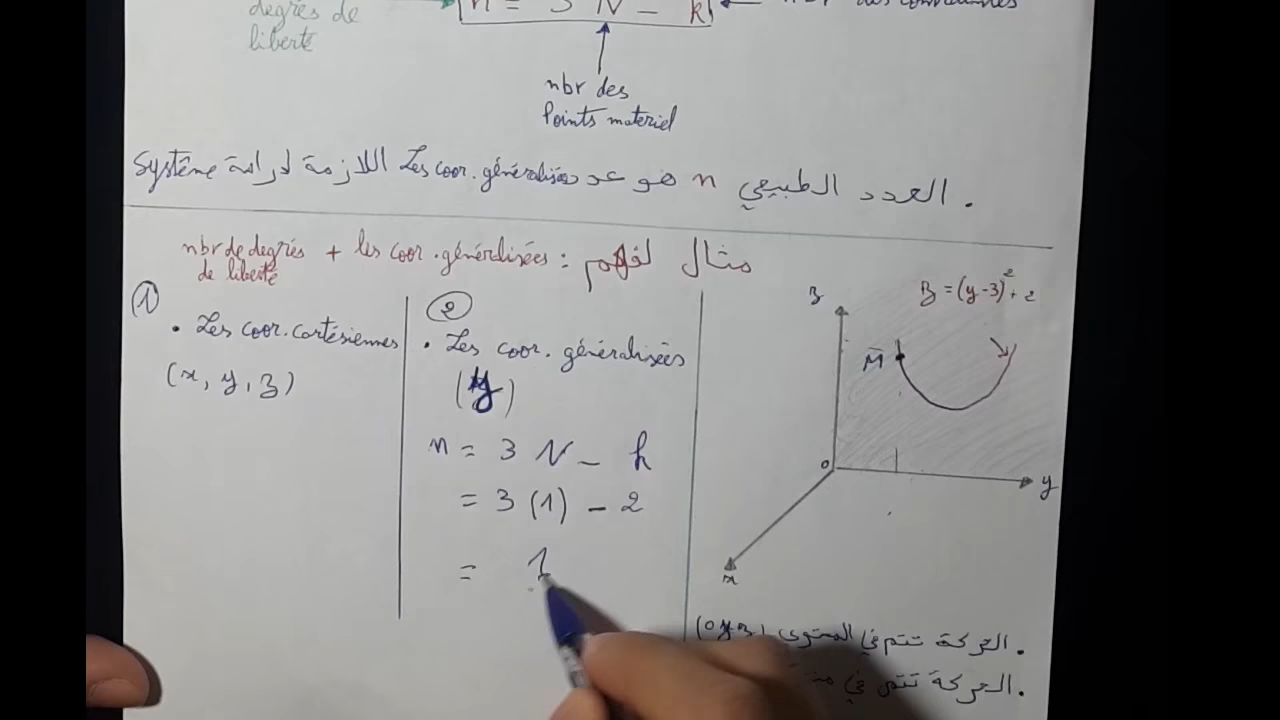 degrés de
liberté
n = 3 N - k
nbr des
Points materiel
العدد الطبيعي n هو عدد Les coor. généralisées اللازمة لدراسة système .
مثال لفهم : nbr de degrés de liberté + les coor. généralisées
①
. Les coor. cartésiennes
(x, y, z)
②
. Les coor. généralisées
(y)
n = 3 N - k
= 3 (1) - 2
= 1
z
z = (y-3)² + 2
M
o
y
x
. الحركة تتم في المستوى (oyz)
. الحركة تتم في